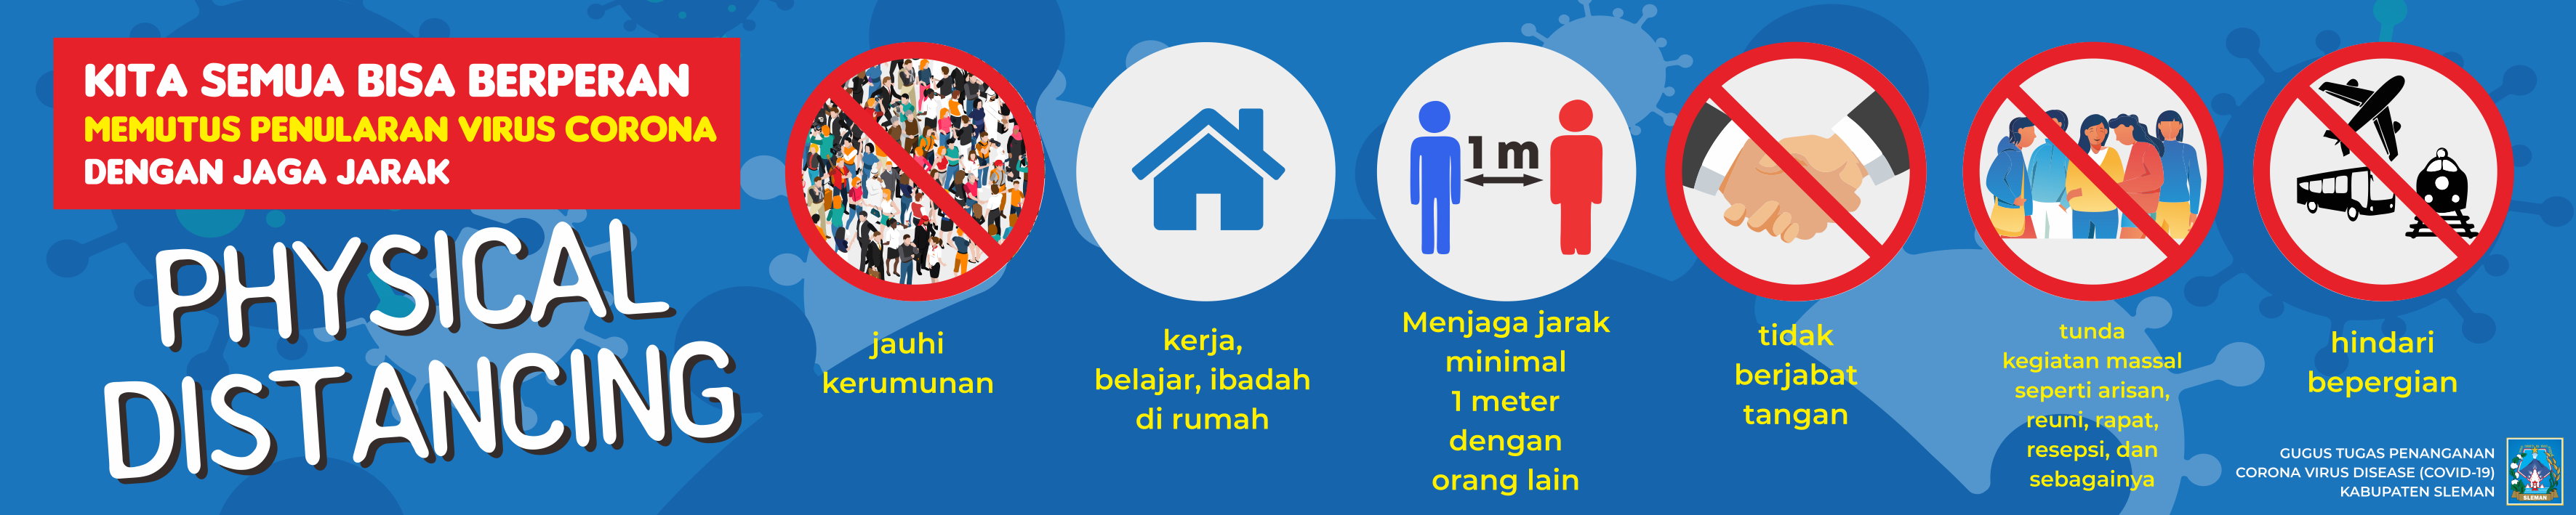 KITA SEMUA BISA BERPERAN
MEMUTUS PENULARAN VIRUS CORONA
DENGAN JAGA JARAK
PHYSICAL
DISTANCING
jauhi
kerumunan
kerja,
belajar, ibadah
di rumah
1 m
Menjaga jarak
minimal
1 meter
dengan
orang lain
tidak
berjabat
tangan
tunda
kegiatan massal
seperti arisan,
reuni, rapat,
resepsi, dan
sebagainya
hindari
bepergian
GUGUS TUGAS PENANGANAN
CORONA VIRUS DISEASE (COVID-19)
KABUPATEN SLEMAN
SLEMAN